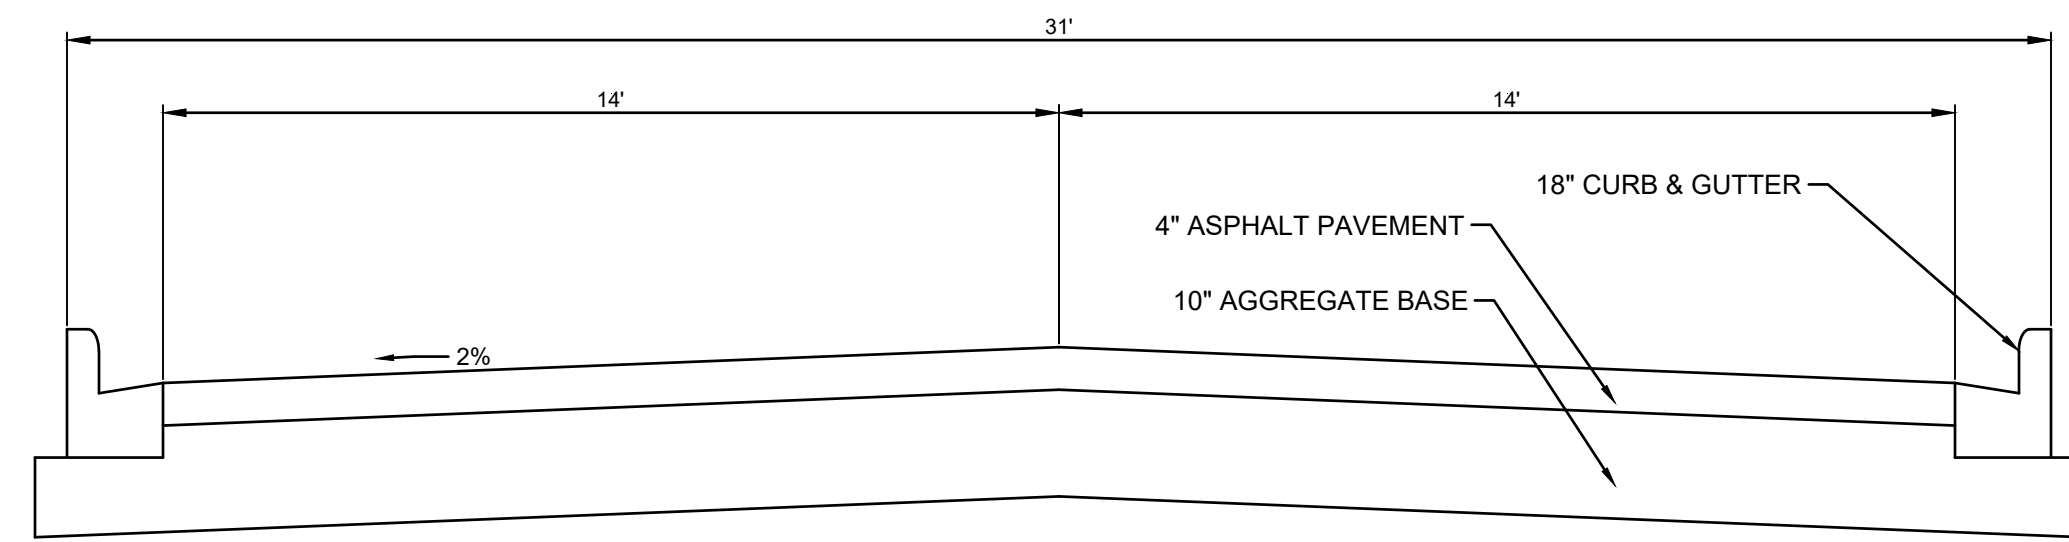 31'
14'
14'
18" CURB & GUTTER
4" ASPHALT PAVEMENT
10" AGGREGATE BASE
2%